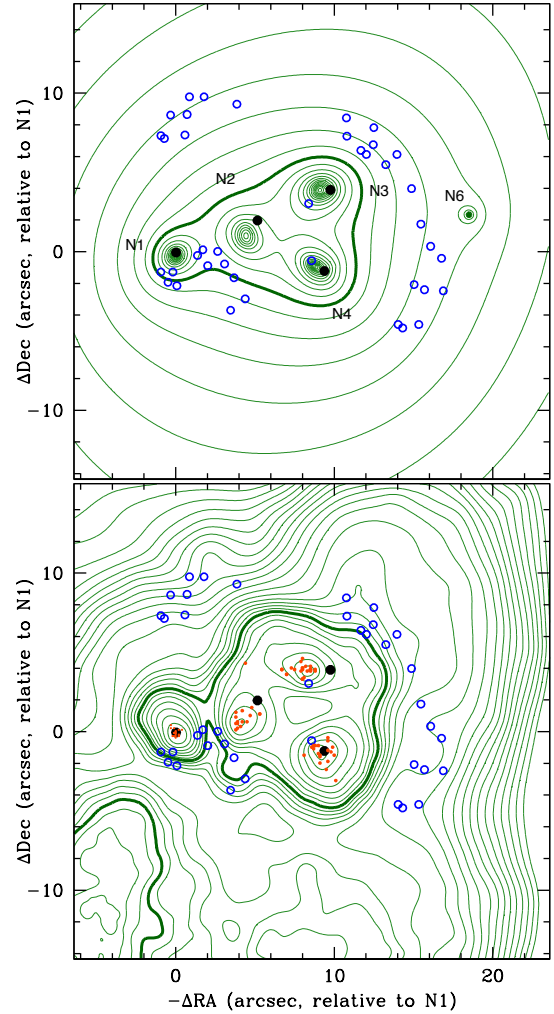 10
0
−10
ΔDec (arcsec, relative to N1)
N1
N2
N3
N4
N6
10
0
−10
ΔDec (arcsec, relative to N1)
0
10
20
−ΔRA (arcsec, relative to N1)